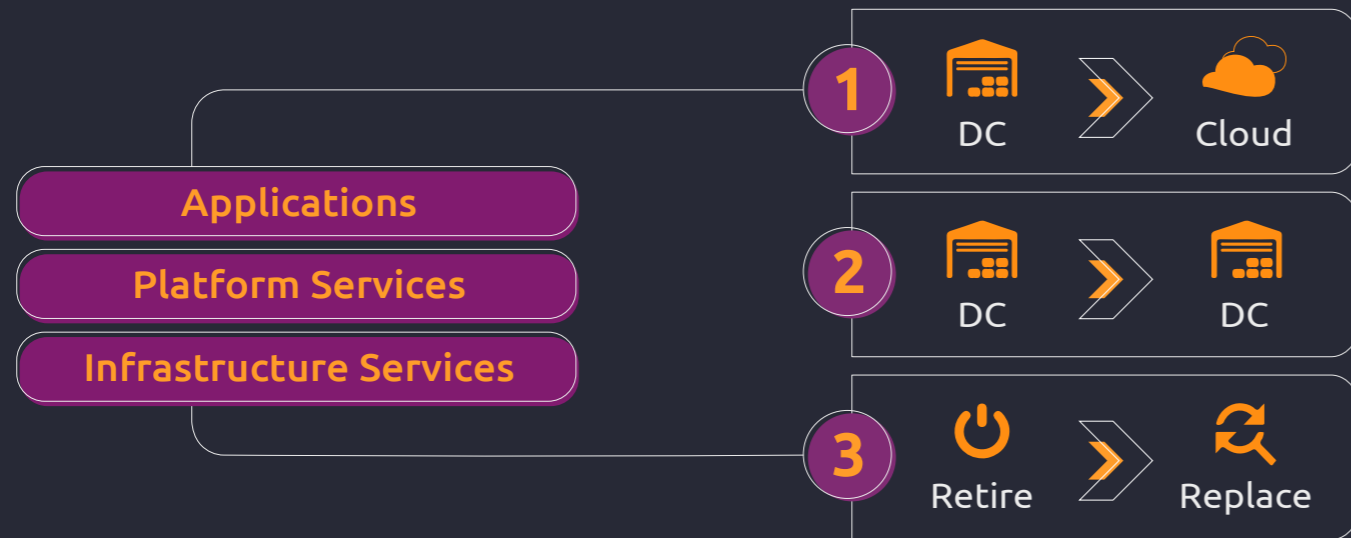 Applications
Platform Services
Infrastructure Services
1
DC
Cloud
2
DC
DC
3
Retire
Replace